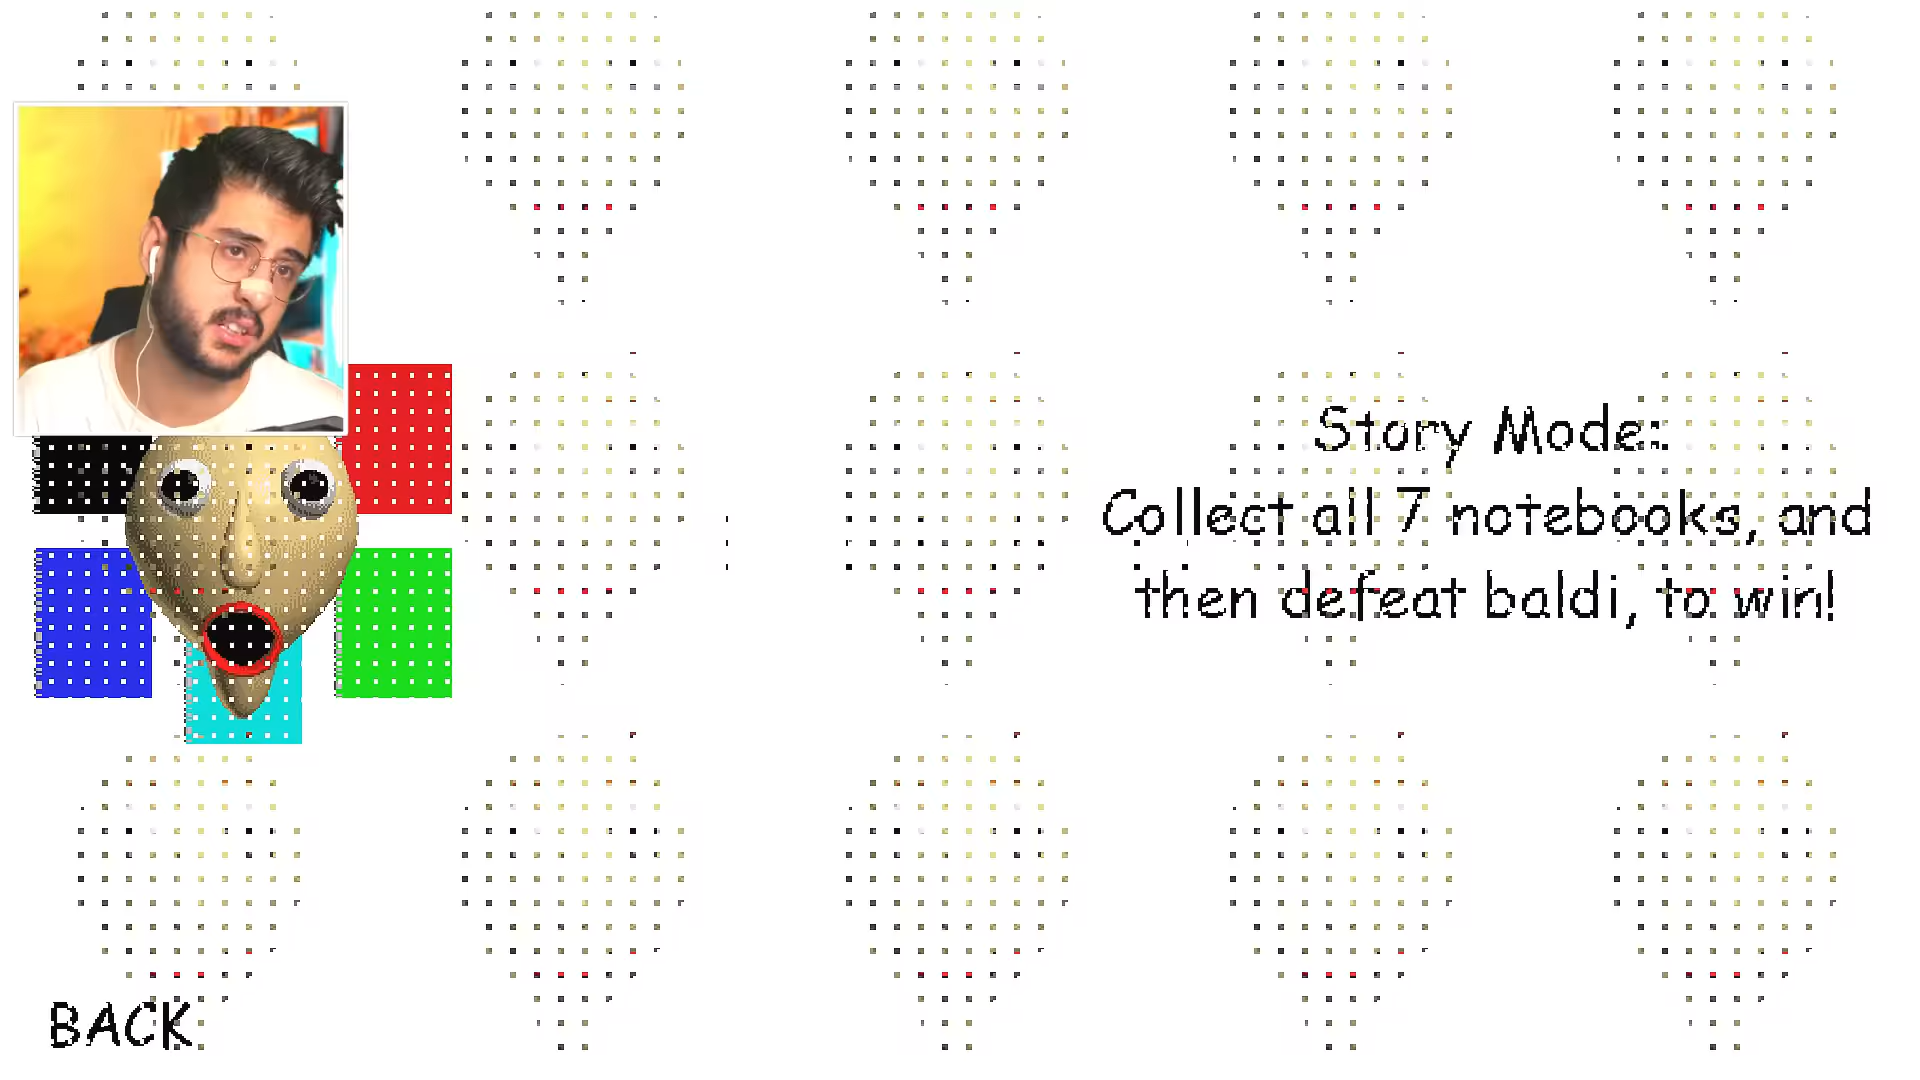 Story Mode:
Collect all 7 notebooks, and
then defeat baldi, to win!
BACK